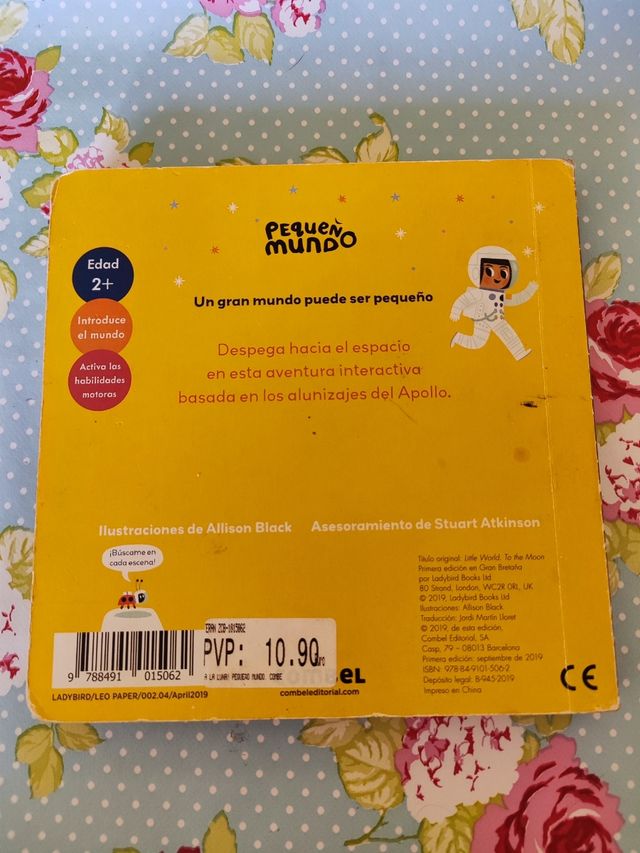 PEQUEÑO
MUNDO
Edad
2+
Introduce
el mundo
Activa las
habilidades
motoras
Un gran mundo puede ser pequeño
Despega hacia el espacio
en esta aventura interactiva
basada en los alunizajes del Apollo.
Ilustraciones de Allison Black
Asesoramiento de Stuart Atkinson
¡Búscame en
cada escena!
Título original: Little World. To the Moon
Primera edición en Gran Bretaña
por Ladybird Books Ltd
80 Strand, London, WC2R 0RL, UK
© 2019, Ladybird Books Ltd
Ilustraciones: Allison Black
Traducción: Jordi Martín Lloret
© 2019, de esta edición,
Combel Editorial, SA
Casp, 79 – 08013 Barcelona
Primera edición: septiembre de 2019
ISBN: 978-84-9101-506-2
Depósito legal: B-945-2019
Impreso en China
CE
9 788491 015062
PVP: 10.90
A LA LUNA! PEQUEÑO MUNDO COMBE
combeleditorial.com
LADYBIRD/LEO PAPER/002.04/April2019